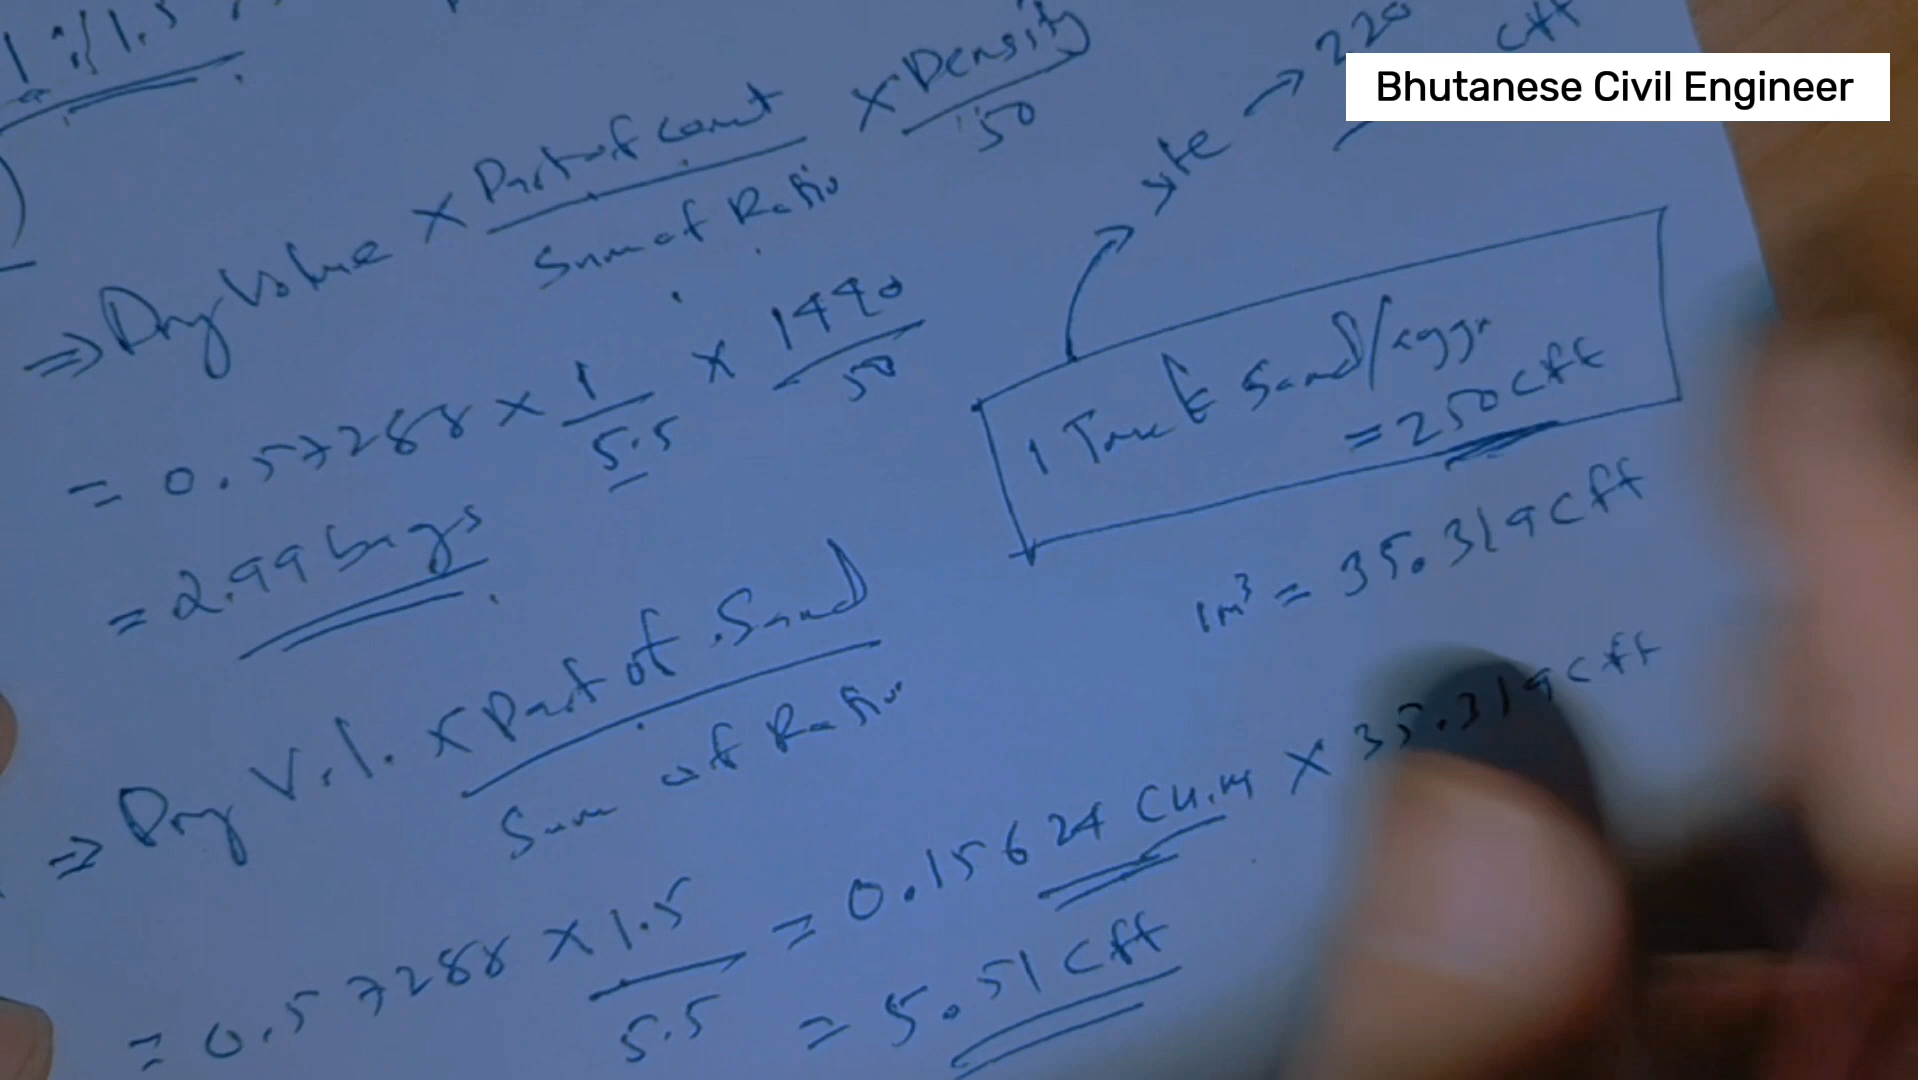 1:1.5
Bhutanese Civil Engineer
⇒ Dry Volume × Part of Cement / Sum of Ratio × Density / 50
= 0.57288 × 1/5.5 × 1440/50
= 2.99 bags
→ rate → 220
cft
1 Truck Sand/aggr
= 250 cft
1m³ = 35.319 cft
⇒ Dry Vol. × Part of Sand / Sum of Ratio
= 0.57288 × 1.5/5.5 = 0.15624 Cu.m × 35.319 cft
= 5.51 cft